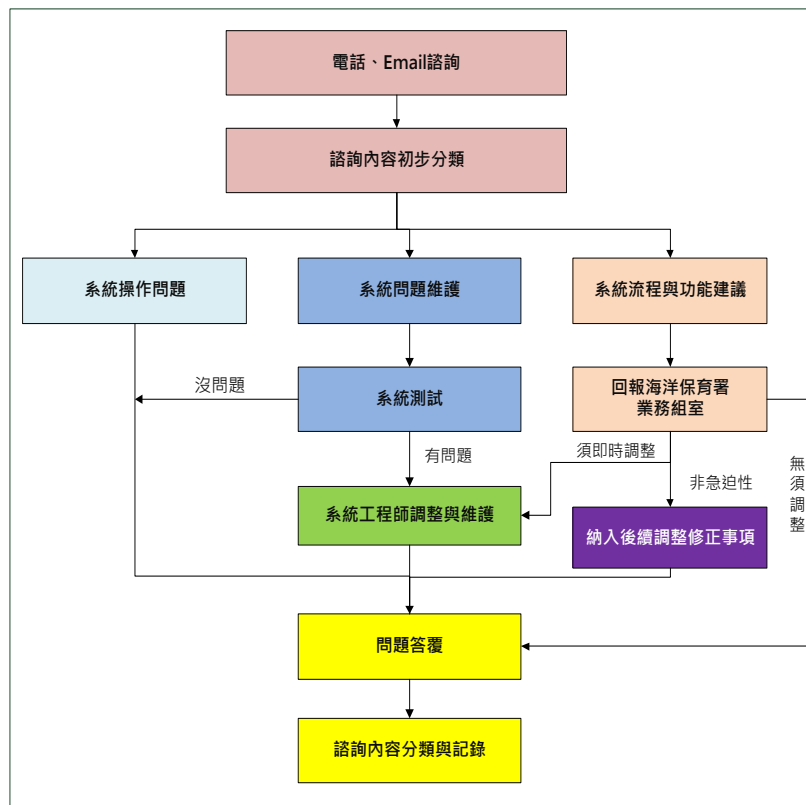 電話、Email諮詢
諮詢內容初步分類
系統操作問題
系統問題維護
系統流程與功能建議
沒問題
系統測試
回報海洋保育署
業務組室
有問題
須即時調整
非急迫性
無須調整
系統工程師調整與維護
納入後續調整修正事項
問題答覆
諮詢內容分類與記錄